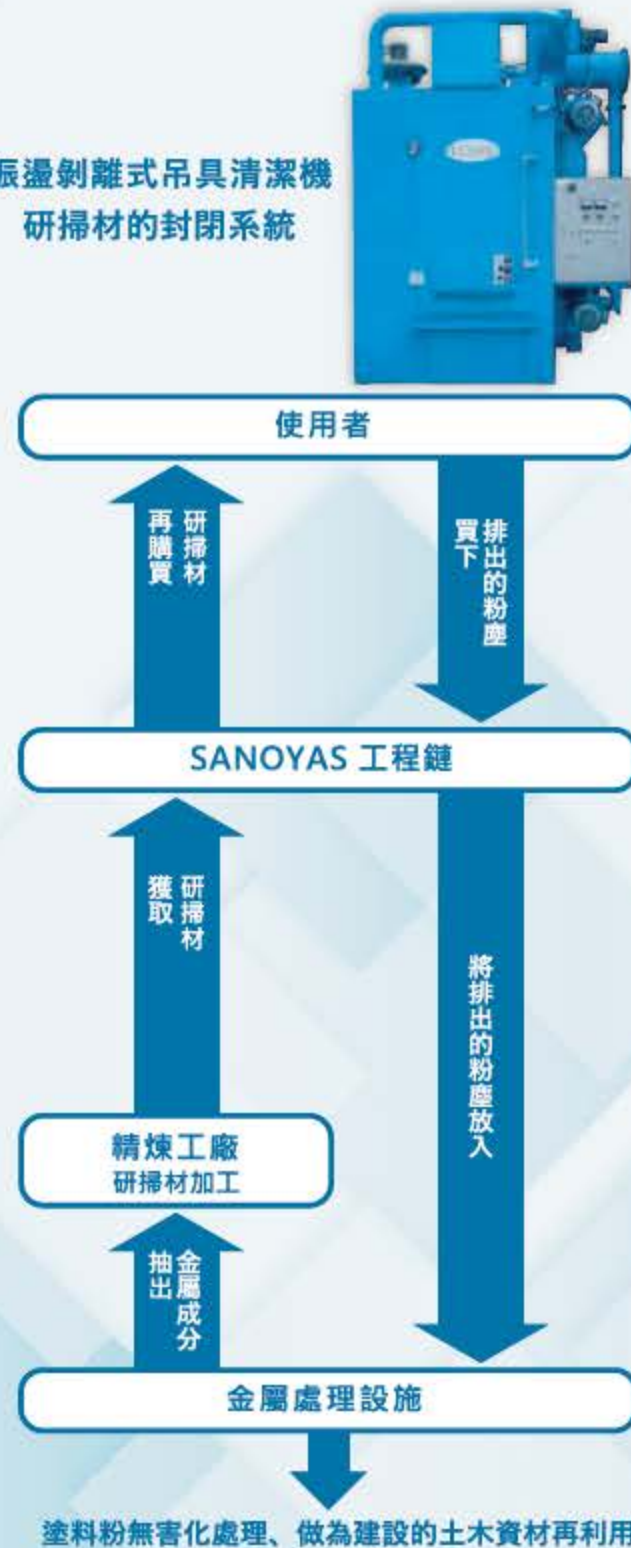 振盪剝離式吊具清潔機
研掃材的封閉系統
使用者
研掃材
再購買
排出的粉塵
買下
SANOYAS 工程鏈
研掃材
獲取
將排出的粉塵放入
精煉工廠
研掃材加工
金屬成分
抽出
金屬處理設施
塗料粉無害化處理、做為建設的土木資材再利用